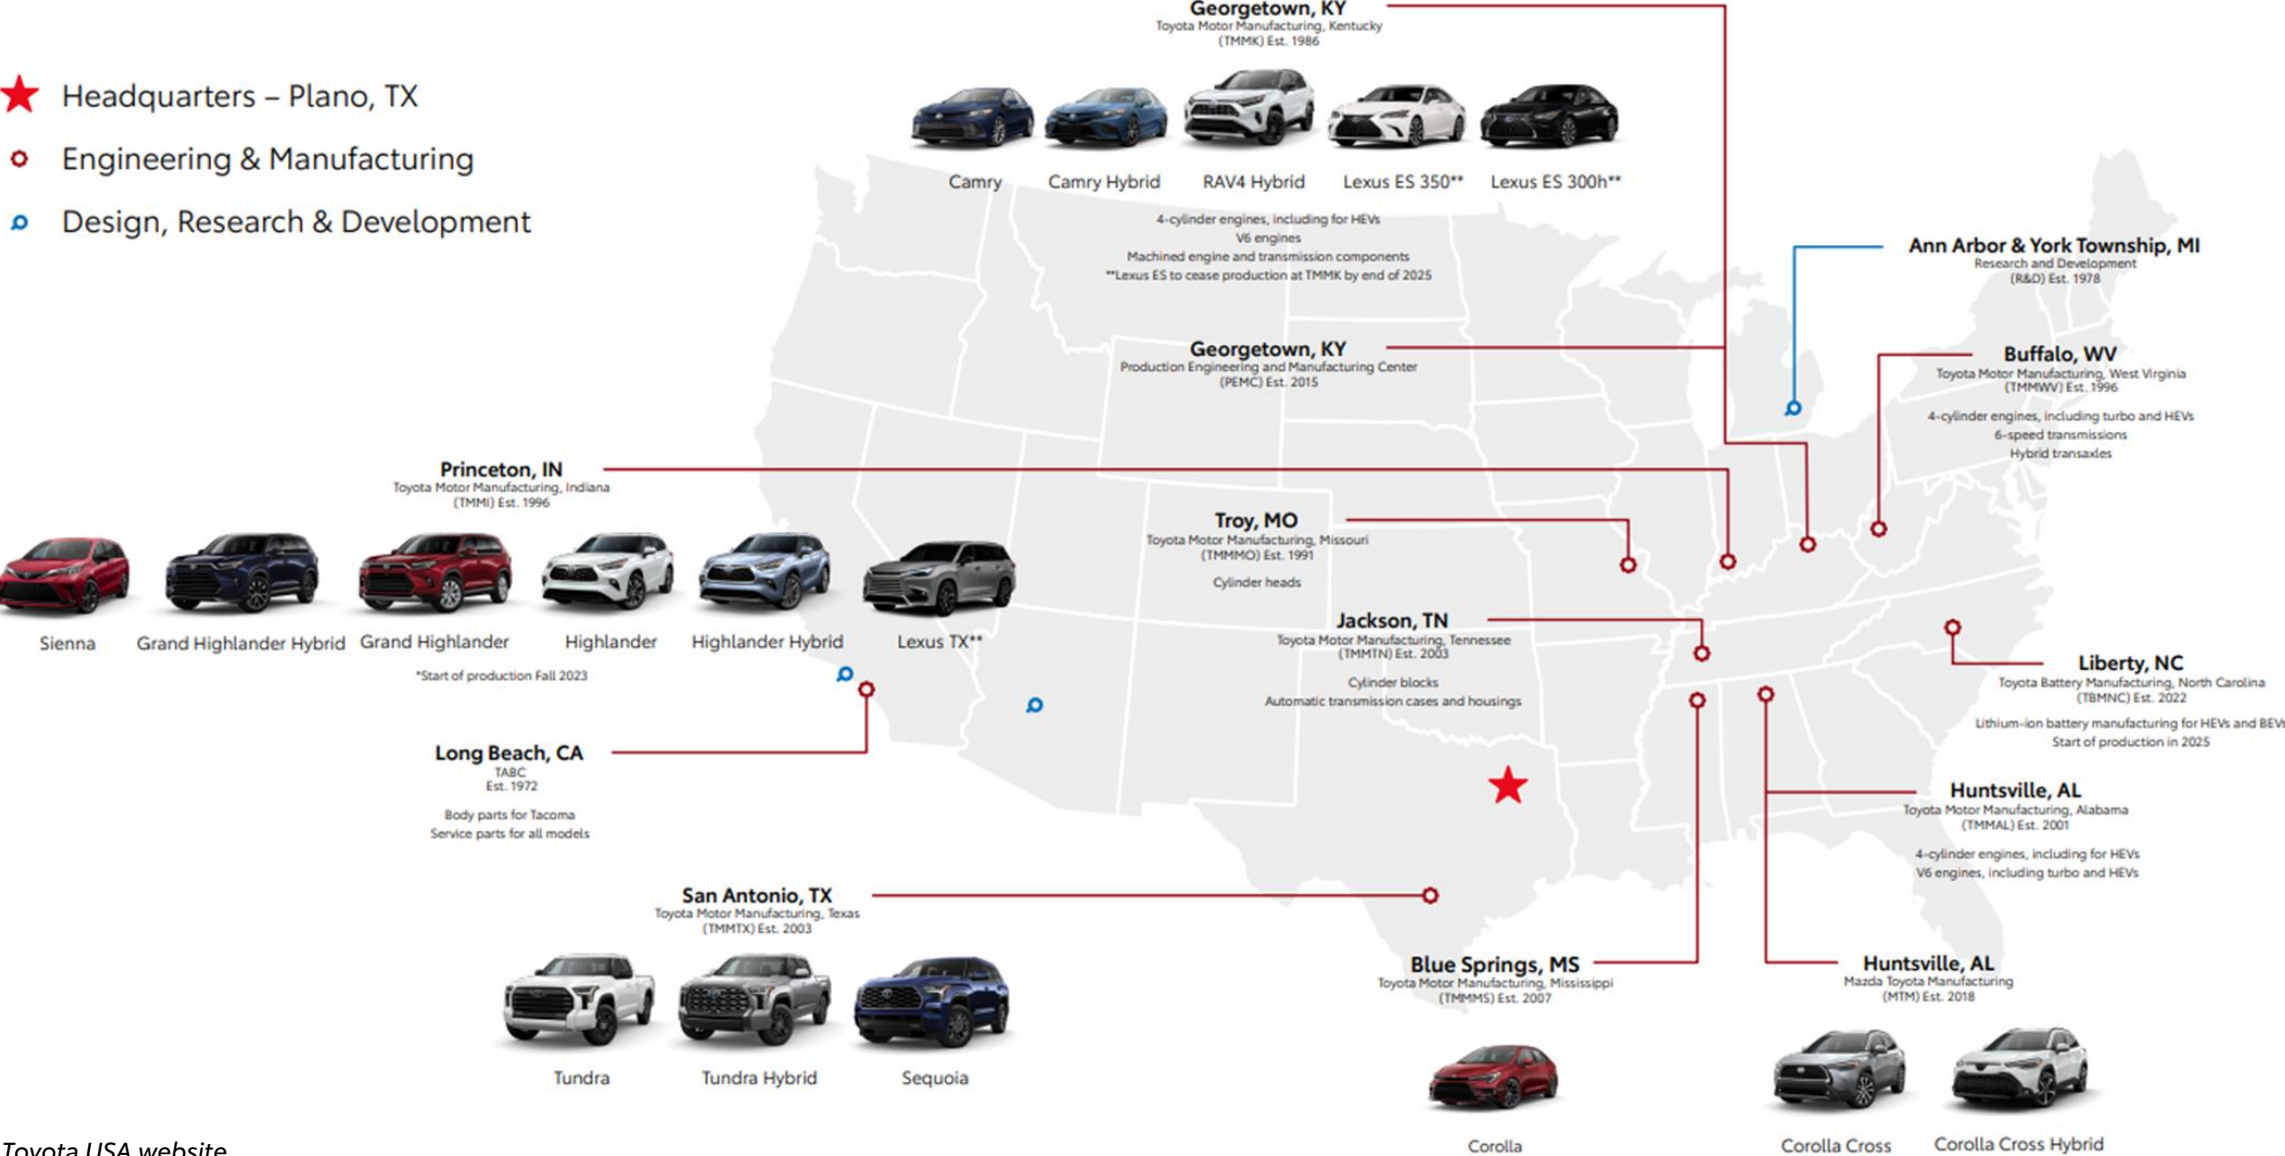 Georgetown, KY
Toyota Motor Manufacturing, Kentucky
(TMMK) Est. 1986
Headquarters – Plano, TX
Engineering & Manufacturing
Design, Research & Development
Camry
Camry Hybrid
RAV4 Hybrid
Lexus ES 350**
Lexus ES 300h**
4-cylinder engines, including for HEVs
V6 engines
Machined engine and transmission components
**Lexus ES to cease production at TMMK by end of 2025
Ann Arbor & York Township, MI
Research and Development
(R&D) Est. 1978
Georgetown, KY
Production Engineering and Manufacturing Center
(PEMC) Est. 2015
Buffalo, WV
Toyota Motor Manufacturing, West Virginia
(TMMWV) Est. 1996
4-cylinder engines, including turbo and HEVs
6-speed transmissions
Hybrid transaxles
Princeton, IN
Toyota Motor Manufacturing, Indiana
(TMMI) Est. 1996
Sienna
Grand Highlander Hybrid
Grand Highlander
Highlander
Highlander Hybrid
Lexus TX**
*Start of production Fall 2023
Troy, MO
Toyota Motor Manufacturing, Missouri
(TMMMO) Est. 1991
Cylinder heads
Jackson, TN
Toyota Motor Manufacturing, Tennessee
(TMMTN) Est. 2003
Cylinder blocks
Automatic transmission cases and housings
Liberty, NC
Toyota Battery Manufacturing, North Carolina
(TBMNC) Est. 2022
Lithium-ion battery manufacturing for HEVs and BEVs
Start of production in 2025
Long Beach, CA
TABC
Est. 1972
Body parts for Tacoma
Service parts for all models
Huntsville, AL
Toyota Motor Manufacturing, Alabama
(TMMAL) Est. 2001
4-cylinder engines, including for HEVs
V6 engines, including turbo and HEVs
San Antonio, TX
Toyota Motor Manufacturing, Texas
(TMMTX) Est. 2003
Tundra
Tundra Hybrid
Sequoia
Blue Springs, MS
Toyota Motor Manufacturing, Mississippi
(TMMMS) Est. 2007
Corolla
Huntsville, AL
Mazda Toyota Manufacturing
(MTM) Est. 2018
Corolla Cross
Corolla Cross Hybrid
Toyota USA website